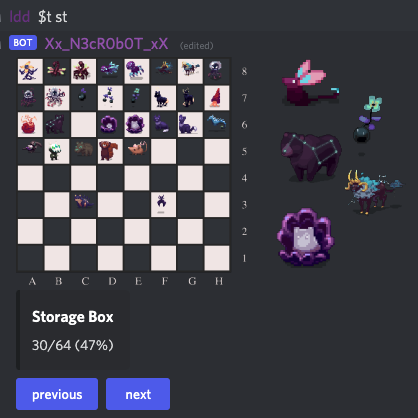 ldd $t st
BOT Xx_N3cR0b0T_xX (edited)
8
7
6
5
4
3
2
1
A B C D E F G H
Storage Box
30/64 (47%)
previous next